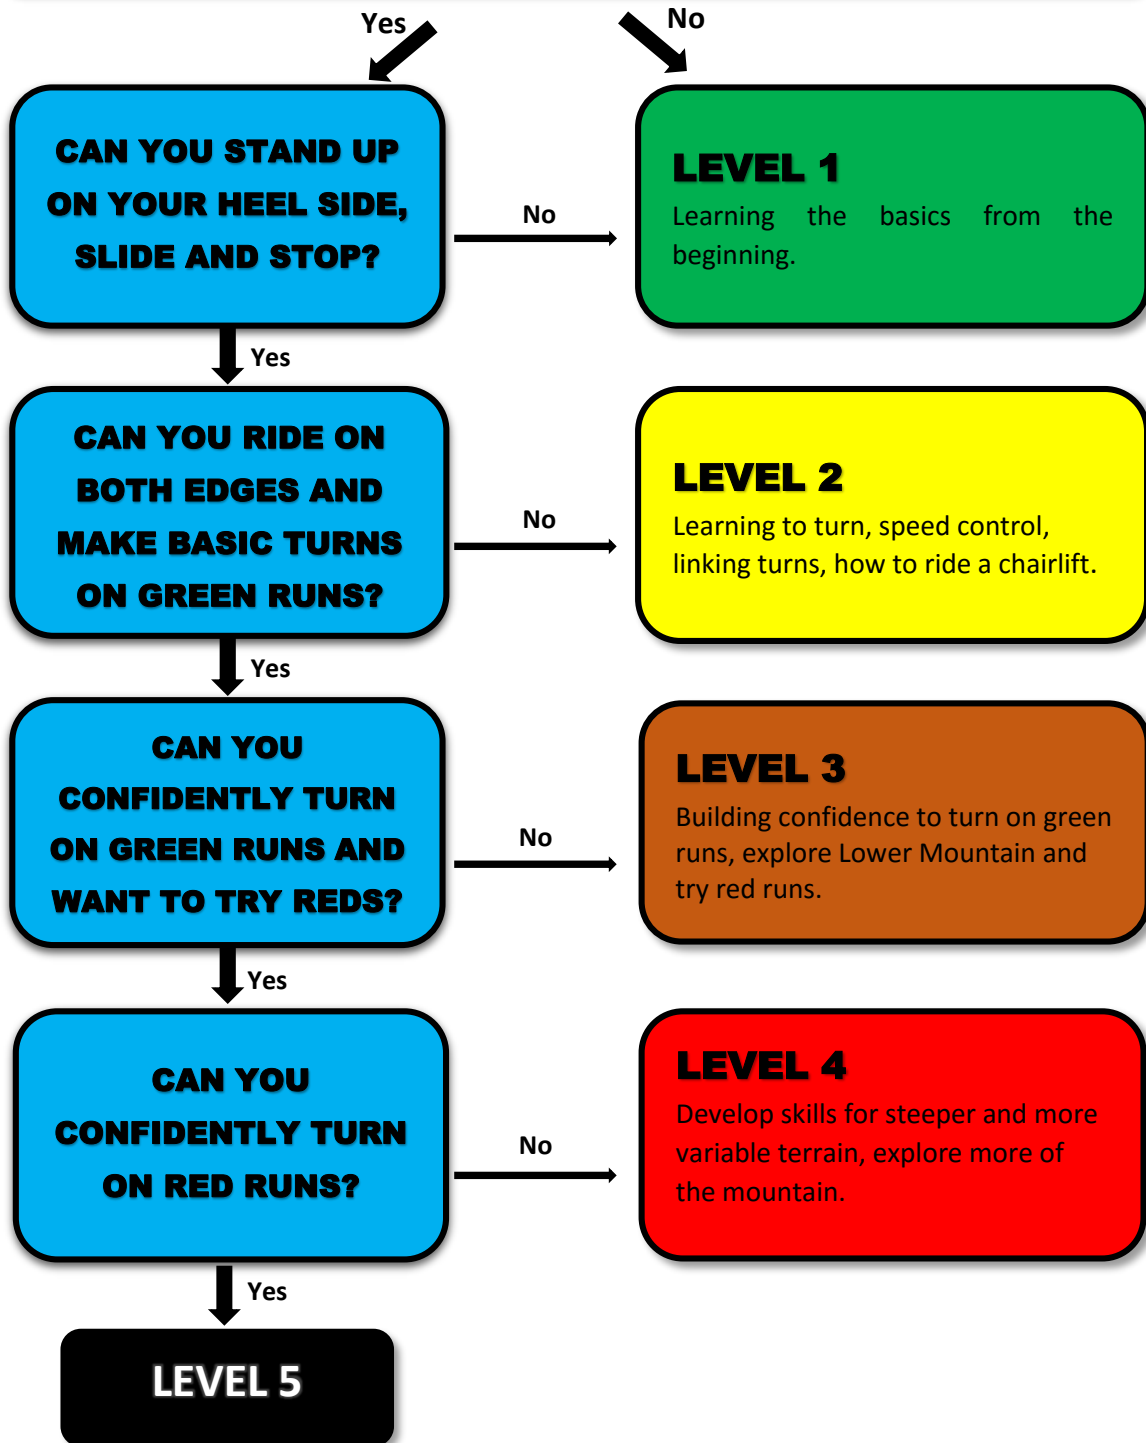 Yes
No
CAN YOU STAND UP
ON YOUR HEEL SIDE,
SLIDE AND STOP?
No
LEVEL 1
Learning the basics from the
beginning.
Yes
CAN YOU RIDE ON
BOTH EDGES AND
MAKE BASIC TURNS
ON GREEN RUNS?
No
LEVEL 2
Learning to turn, speed control,
linking turns, how to ride a chairlift.
Yes
CAN YOU
CONFIDENTLY TURN
ON GREEN RUNS AND
WANT TO TRY REDS?
No
LEVEL 3
Building confidence to turn on green
runs, explore Lower Mountain and
try red runs.
Yes
CAN YOU
CONFIDENTLY TURN
ON RED RUNS?
No
LEVEL 4
Develop skills for steeper and more
variable terrain, explore more of
the mountain.
Yes
LEVEL 5